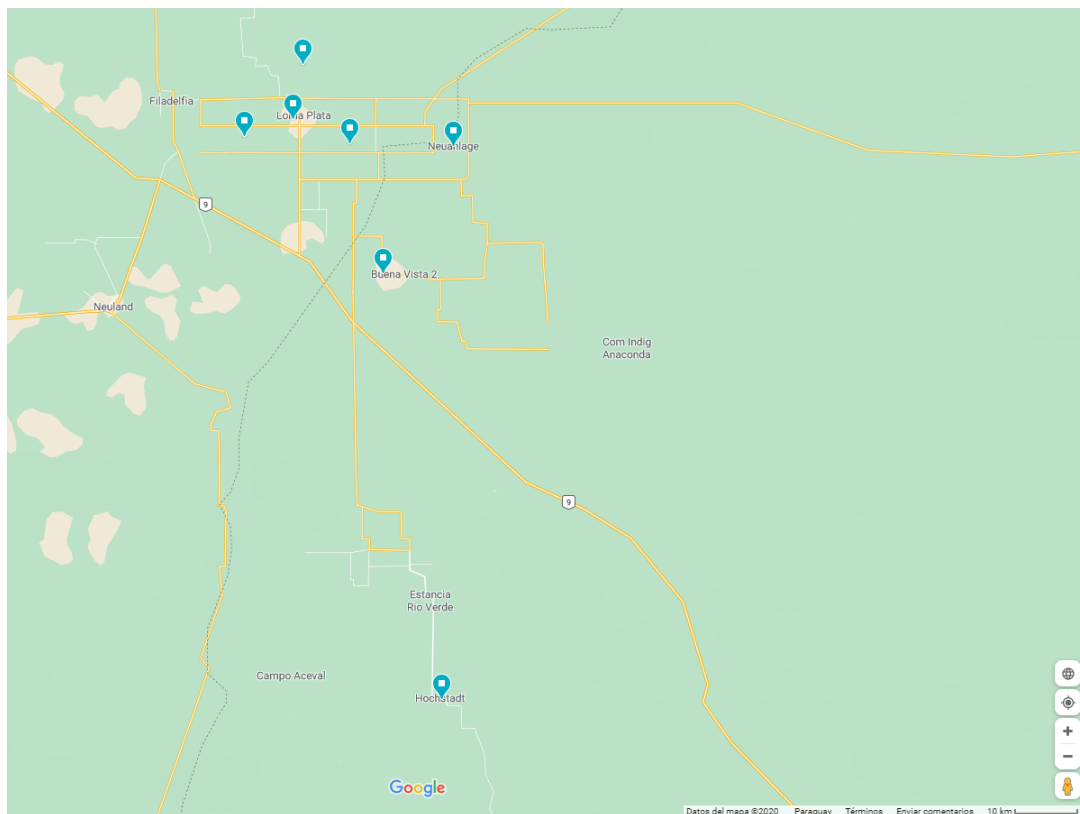 Filadelfia
Loma Plata
Neuanlage
9
Buena Vista 2
Neuland
Com Indig
Anaconda
9
Estancia
Rio Verde
Campo Aceval
Hochstadt
Google
Datos del mapa ©2020 Paraguay Términos Enviar comentarios 10 km